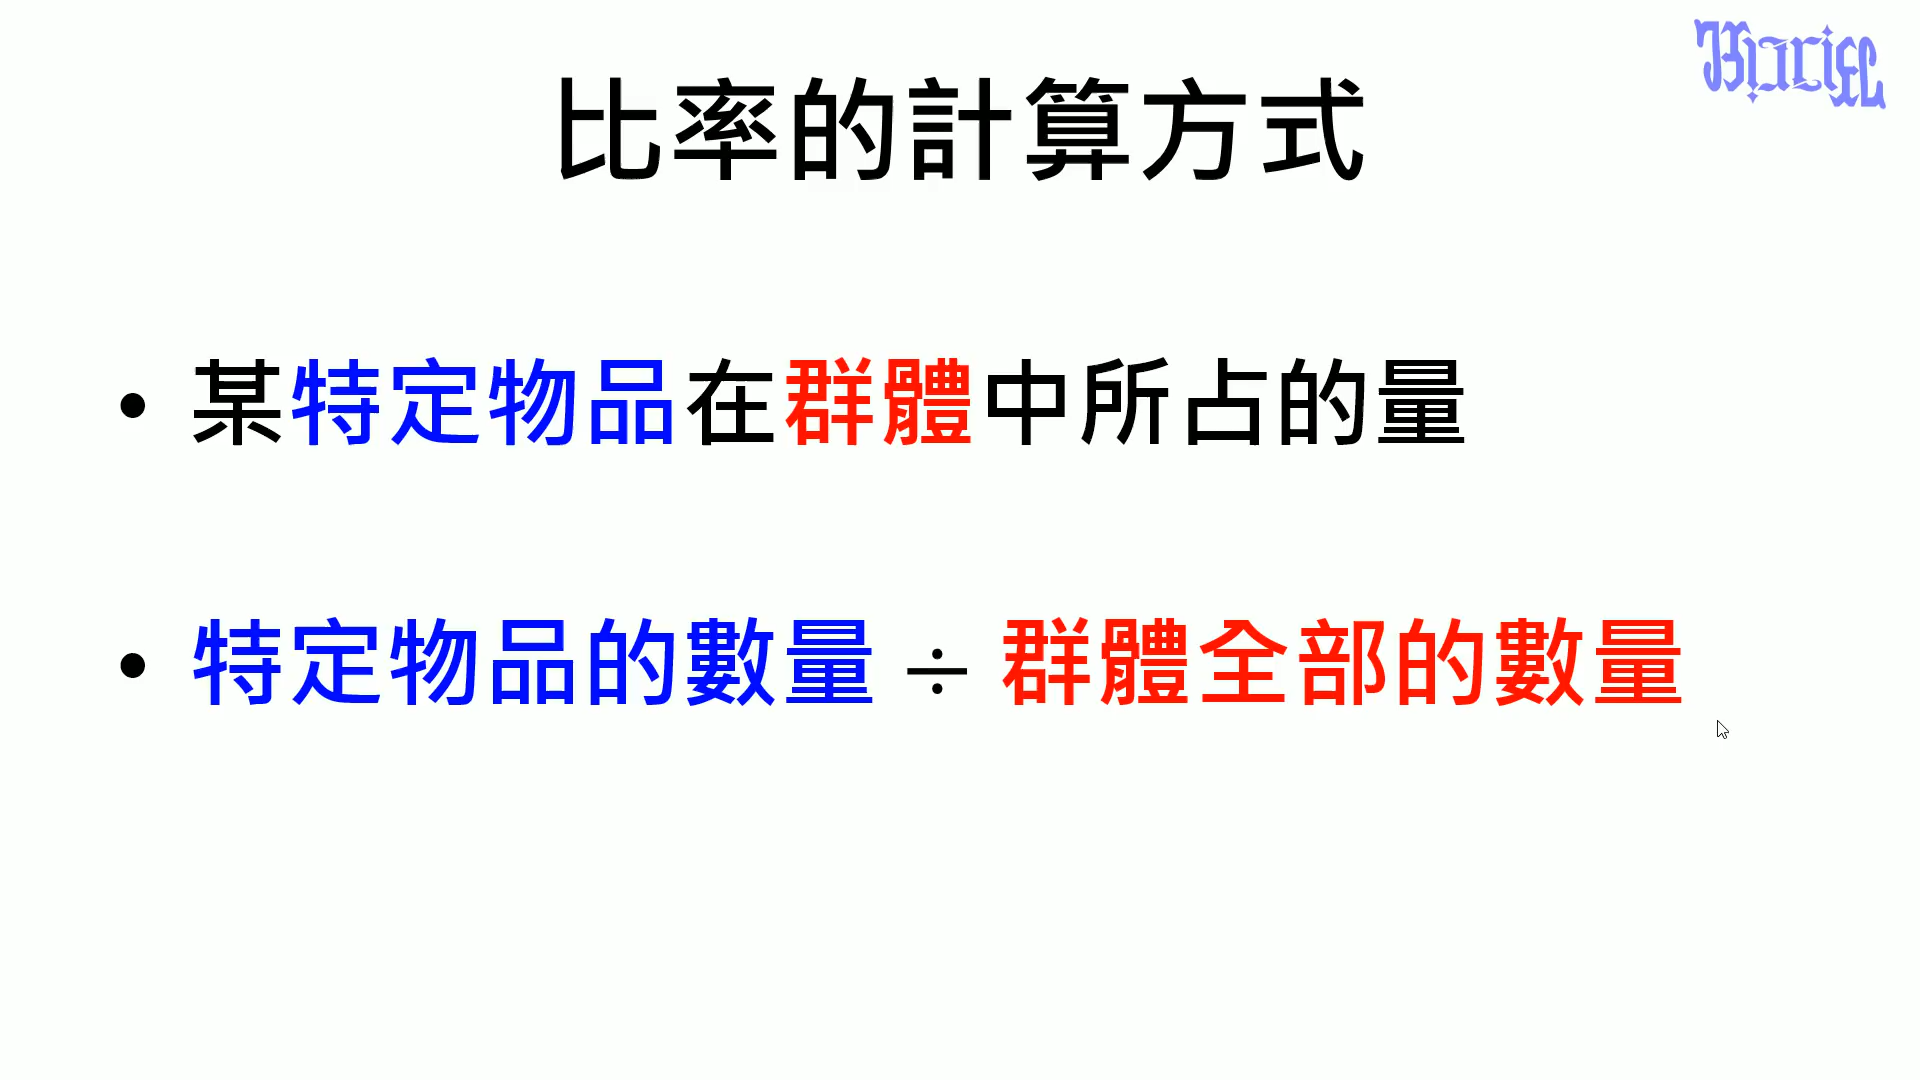 比率的計算方式
• 某特定物品在群體中所占的量
• 特定物品的數量 ÷ 群體全部的數量